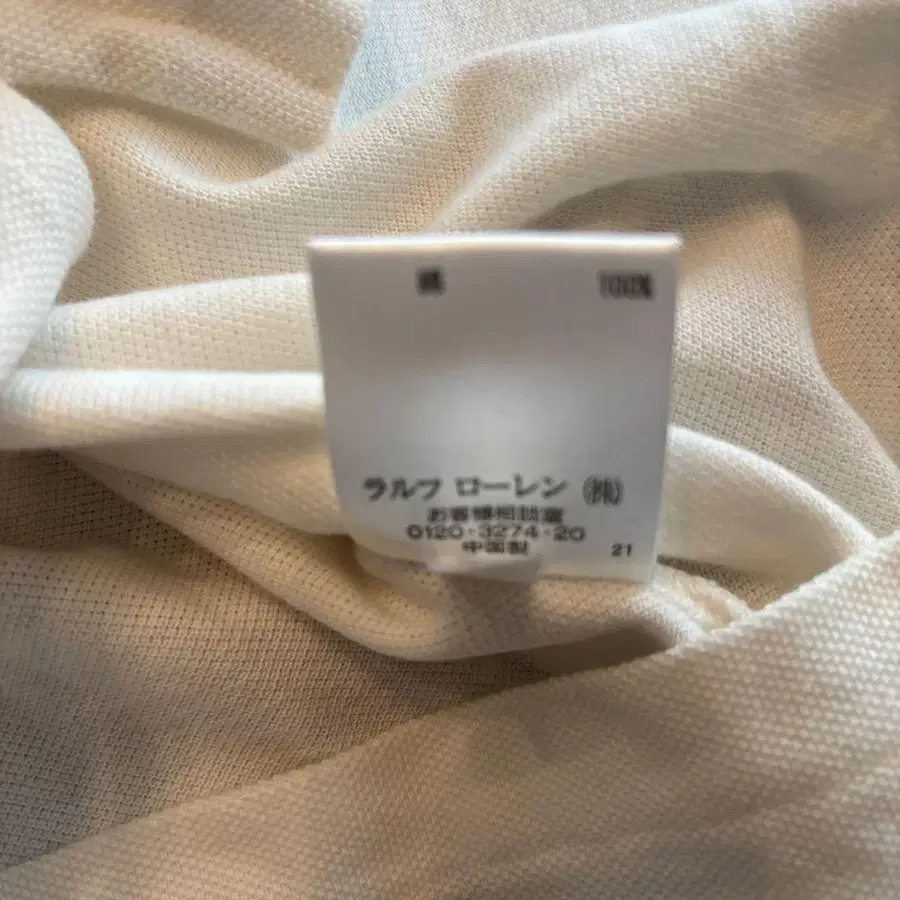 綿 100%
ラルフ ローレン ㈱
お客様相談室
0120・3274・20
中国製 21